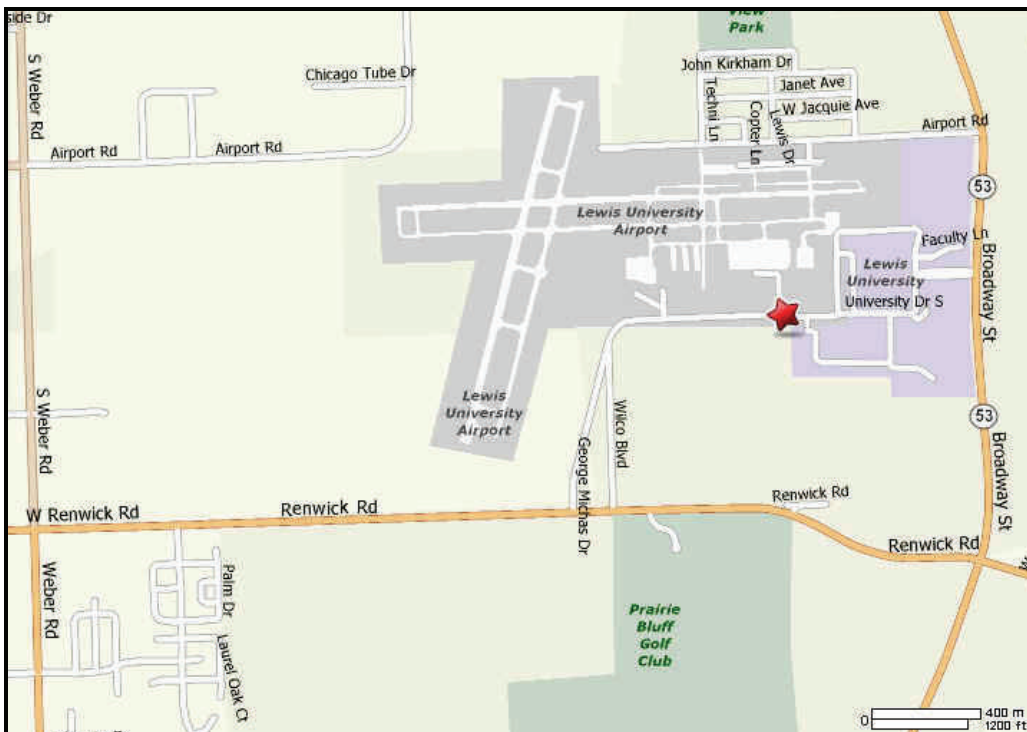 side Dr
View
Park
S Weber Rd
Chicago Tube Dr
John Kirkham Dr
Janet Ave
W Jacquie Ave
Techni Ln
Copter Ln
Lewis Dr
Airport Rd
Airport Rd
Airport Rd
53
Lewis University
Airport
Faculty Ln
Broadway St
Lewis
University
University Dr S
S Weber Rd
Lewis
University
Airport
Wilco Blvd
George Michas Dr
53
Broadway St
W Renwick Rd
Renwick Rd
Renwick Rd
Renwick Rd
Weber Rd
Palm Dr
Laurel Oak Ct
Prairie
Bluff
Golf
Club
0
400 m
1200 ft